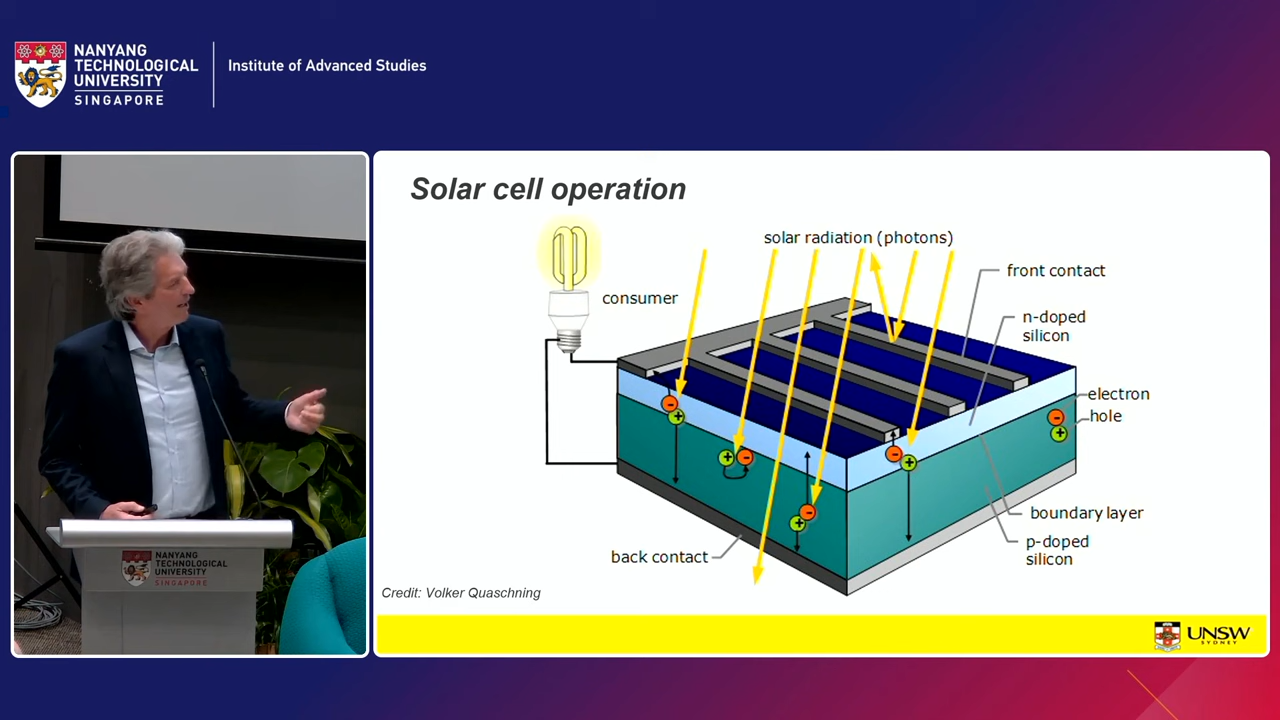 NANYANG
TECHNOLOGICAL
UNIVERSITY
SINGAPORE
Institute of Advanced Studies
NANYANG
TECHNOLOGICAL
UNIVERSITY
SINGAPORE
Solar cell operation
solar radiation (photons)
consumer
front contact
n-doped
silicon
electron
hole
boundary layer
p-doped
silicon
back contact
Credit: Volker Quaschning
UNSW
SYDNEY